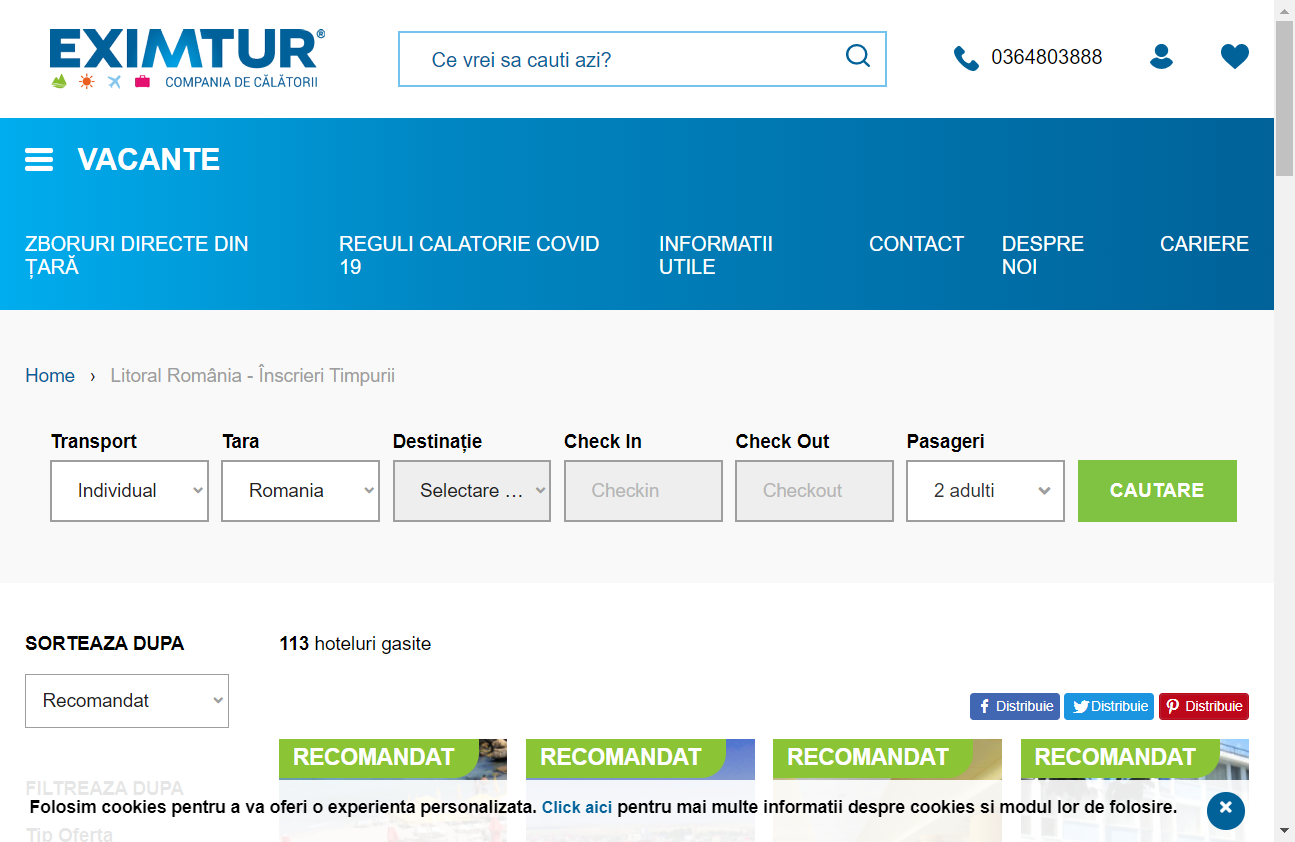 EXIMTUR®
COMPANIA DE CĂLĂTORII
Ce vrei sa cauti azi?
0364803888
VACANTE
ZBORURI DIRECTE DIN ȚARĂ
REGULI CALATORIE COVID 19
INFORMATII UTILE
CONTACT
DESPRE NOI
CARIERE
Home › Litoral România - Înscrieri Timpurii
Transport
Tara
Destinație
Check In
Check Out
Pasageri
Individual
Romania
Selectare ...
Checkin
Checkout
2 adulti
CAUTARE
SORTEAZA DUPA
113 hoteluri gasite
Recomandat
Distribuie
Distribuie
Distribuie
RECOMANDAT
RECOMANDAT
RECOMANDAT
RECOMANDAT
FILTREAZA DUPA
Folosim cookies pentru a va oferi o experienta personalizata. Click aici pentru mai multe informatii despre cookies si modul lor de folosire.
Tip Oferta